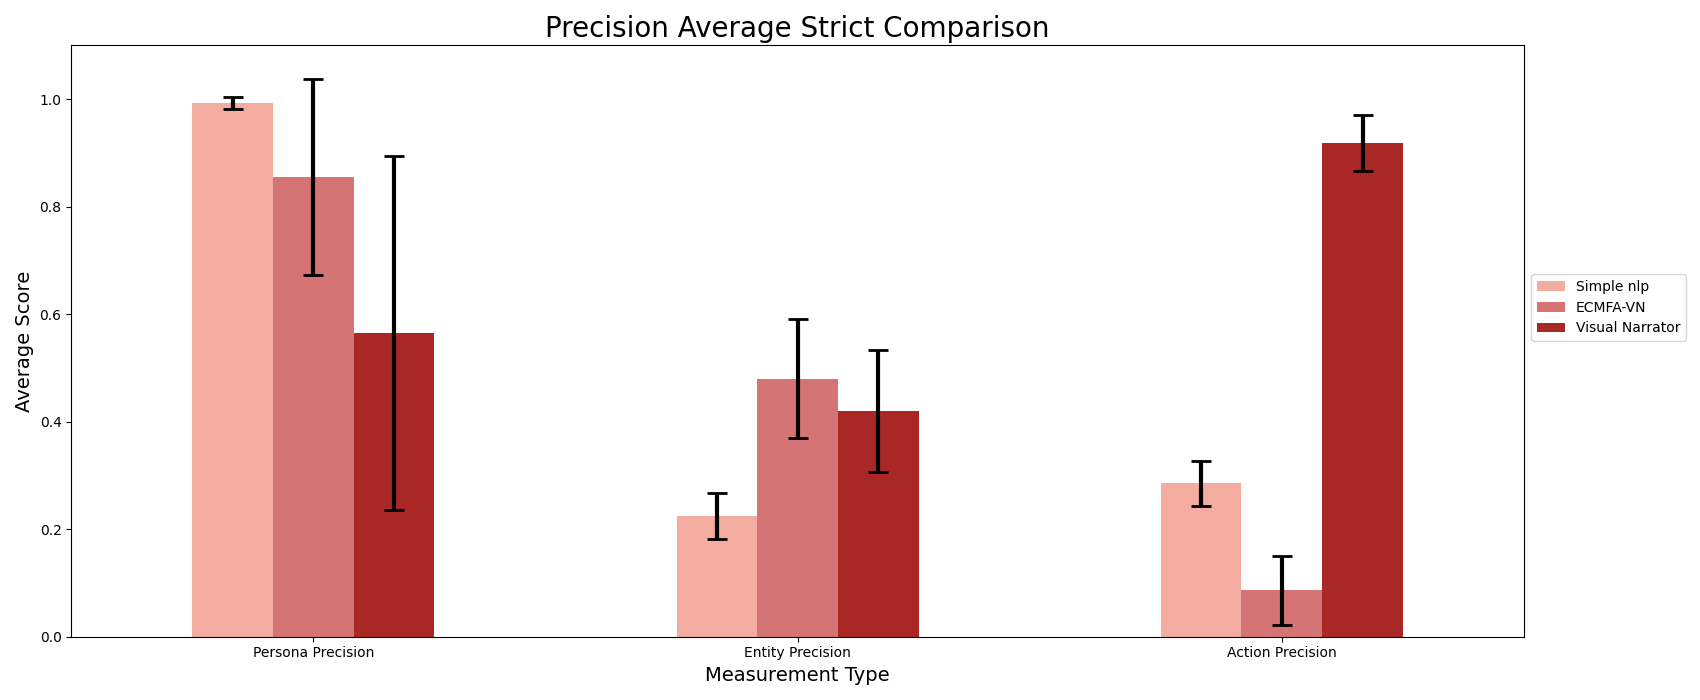 Precision Average Strict Comparison
Average Score
1.0
0.8
0.6
0.4
0.2
0.0
Persona Precision
Entity Precision
Action Precision
Measurement Type
Simple nlp
ECMFA-VN
Visual Narrator